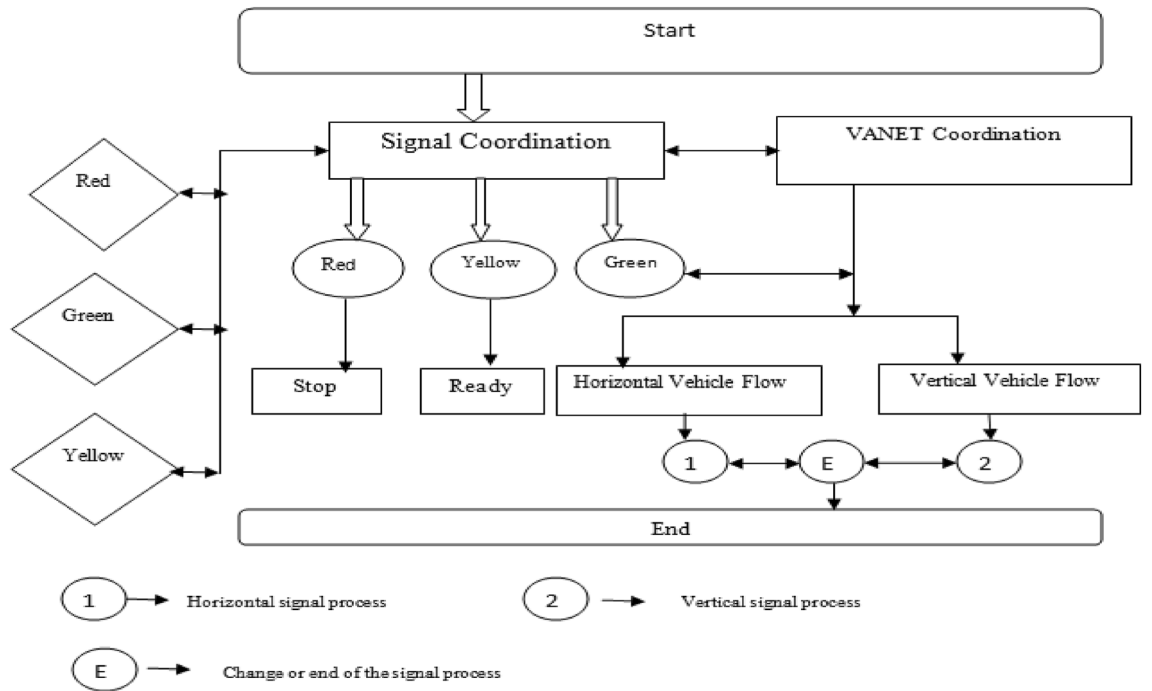 Start
Signal Coordination
VANET Coordination
Red
Red
Yellow
Green
Green
Stop
Ready
Horizontal Vehicle Flow
Vertical Vehicle Flow
Yellow
1
E
2
End
1 Horizontal signal process
2 Vertical signal process
E Change or end of the signal process